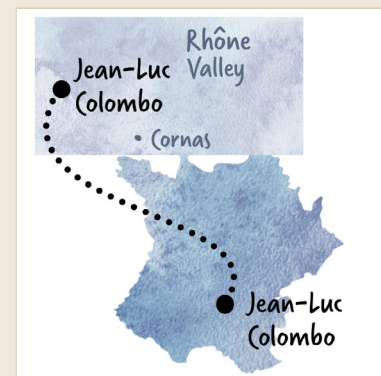 Rhône
Valley
Jean-Luc
Colombo
Cornas
Jean-Luc
Colombo